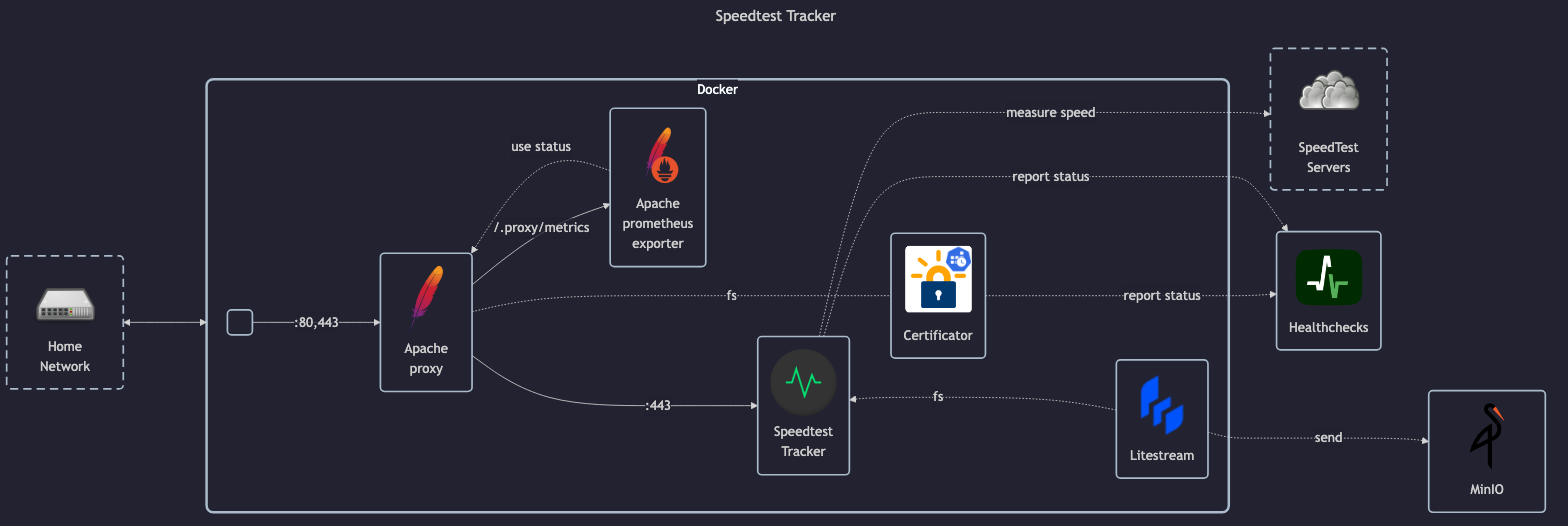 Speedtest Tracker
Docker
measure speed
SpeedTest
Servers
use status
report status
Apache
prometheus
exporter
/.proxy/metrics
fs
report status
Healthchecks
Certificator
Home
Network
:80,443
Apache
proxy
:443
Speedtest
Tracker
fs
Litestream
send
MinIO